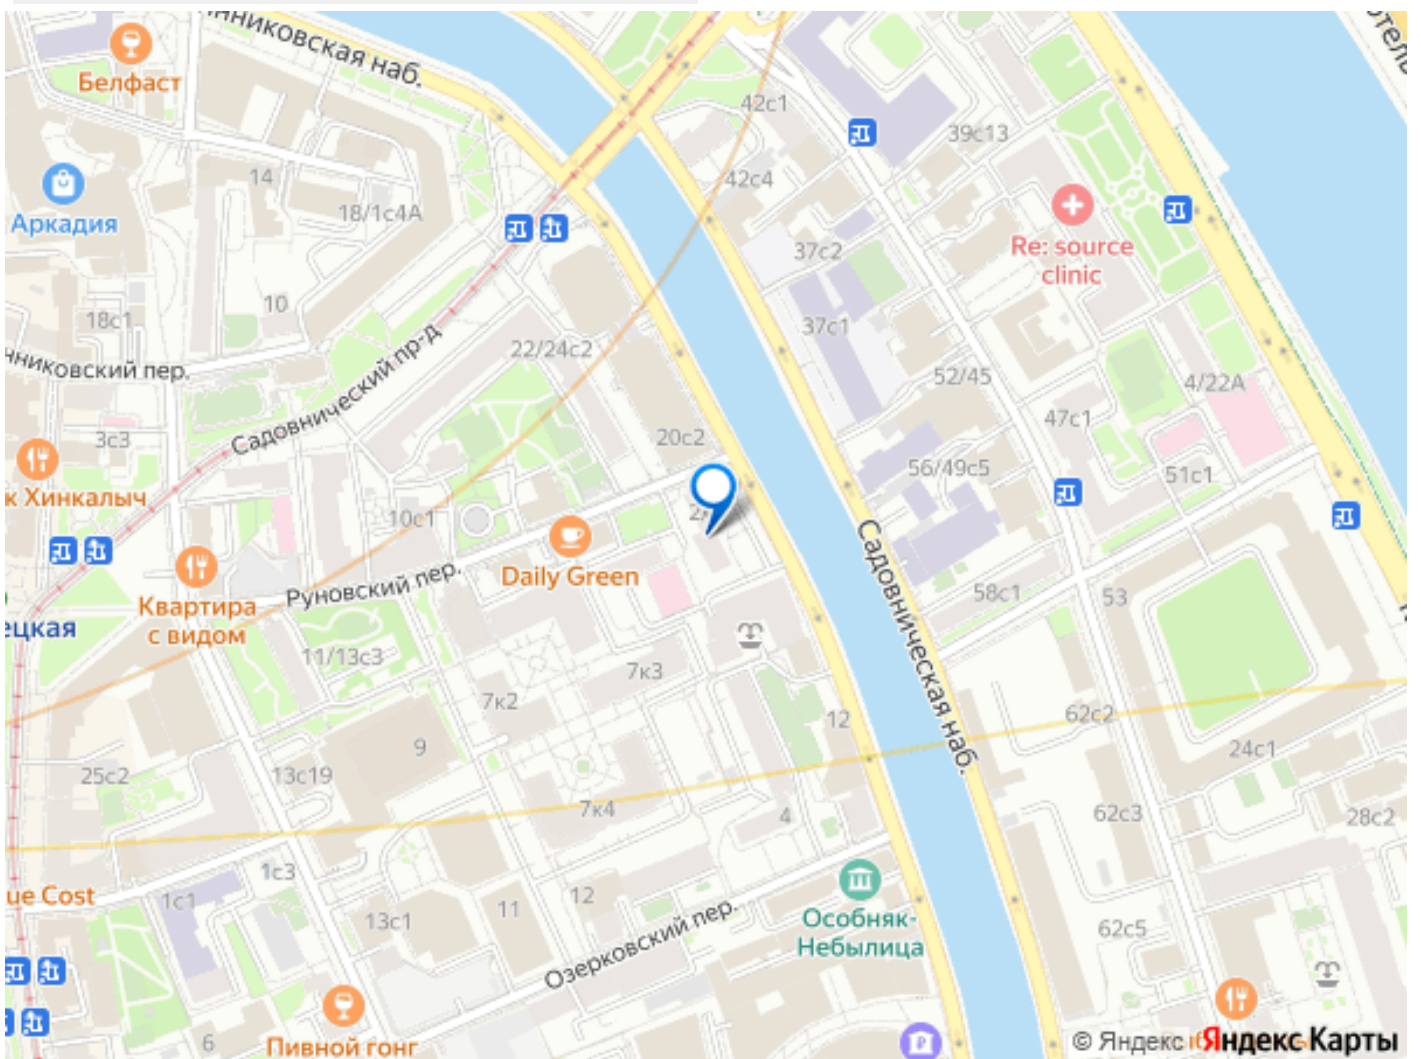 нниковская наб.
Белфаст
42с1
39с13
отель
14
42с4
18/1с4А
Аркадия
37с2
Re: source
clinic
10
18с1
37с1
Садовнический пр-д
22/24с2
нниковский пер.
52/45
4/22А
3с3
20с2
47с1
к Хинкалыч
56/49с5
51с1
10с1
Daily Green
Руновский пер.
Садовническая наб.
58с1
53
Квартира
с видом
ецкая
11/13с3
7к3
7к2
12
62с2
9
24с1
25с2
13с19
7к4
4
62с3
28с2
1с3
ue Cost
1с1
12
11
13с1
Озерковский пер.
Особняк-
Небылица
62с5
6
Пивной гонг
© Яндекс Яндекс Карты